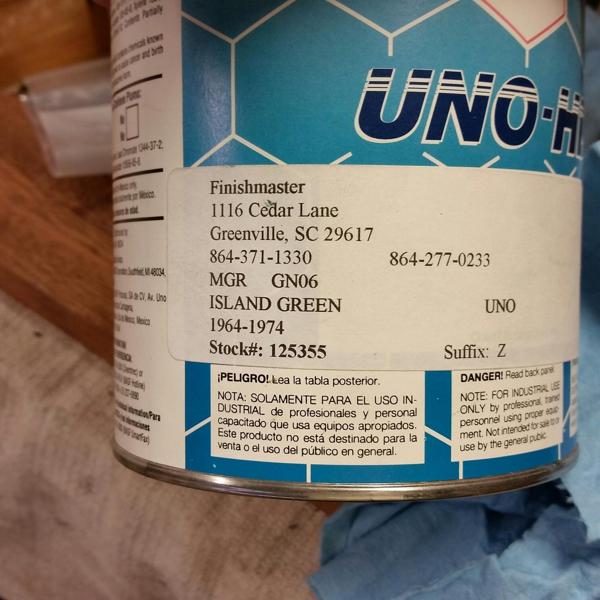 UNO-H
Finishmaster
1116 Cedar Lane
Greenville, SC 29617
864-371-1330 864-277-0233
MGR GN06
ISLAND GREEN UNO
1964-1974
Stock#: 125355 Suffix: Z
¡PELIGRO! Lea la tabla posterior.
NOTA: SOLAMENTE PARA EL USO IN-
DUSTRIAL de profesionales y personal
capacitado que usa equipos apropiados.
Este producto no está destinado para la
venta o el uso del público en general.
DANGER! Read back panel.
NOTE: FOR INDUSTRIAL USE
ONLY by professional, trained
personnel using proper equip-
ment. Not intended for sale to or
use by the general public.
No
No